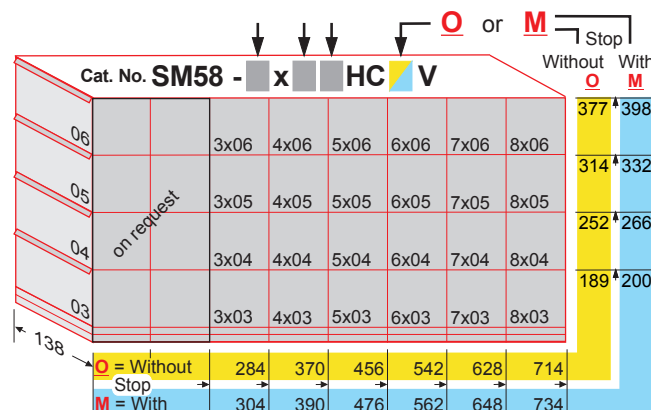 O or M
Stop
Without With
O M
Cat. No. SM58 - x HC V
377 398
06 3x06 4x06 5x06 6x06 7x06 8x06
314 332
05 on request 3x05 4x05 5x05 6x05 7x05 8x05
252 266
04 3x04 4x04 5x04 6x04 7x04 8x04
189 200
03 3x03 4x03 5x03 6x03 7x03 8x03
138
O = Without 284 370 456 542 628 714
Stop
M = With 304 390 476 562 648 734